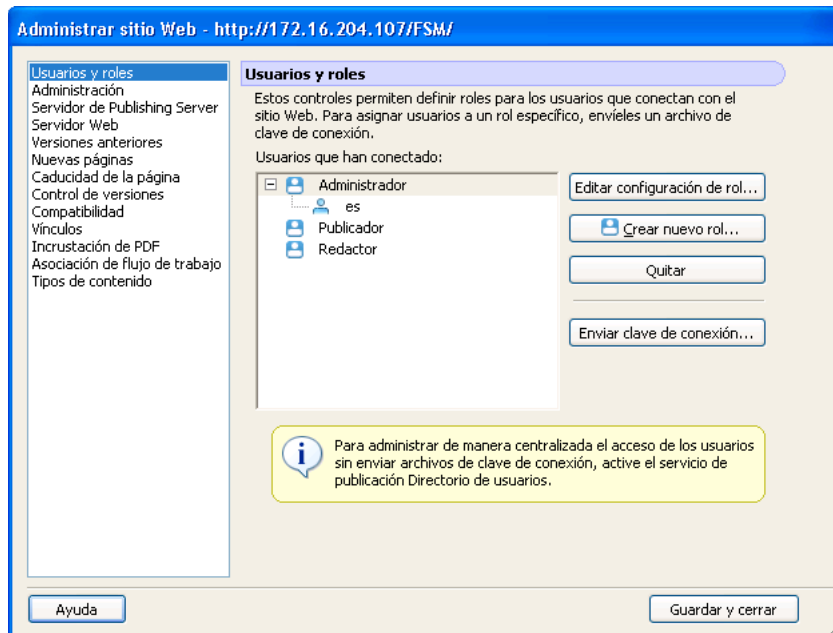 Administrar sitio Web - http://172.16.204.107/FSM/
Usuarios y roles
Administración
Servidor de Publishing Server
Servidor Web
Versiones anteriores
Nuevas páginas
Caducidad de la página
Control de versiones
Compatibilidad
Vínculos
Incrustación de PDF
Asociación de flujo de trabajo
Tipos de contenido
Usuarios y roles
Estos controles permiten definir roles para los usuarios que conectan con el
sitio Web. Para asignar usuarios a un rol específico, envíeles un archivo de
clave de conexión.
Usuarios que han conectado:
Administrador
es
Publicador
Redactor
Editar configuración de rol...
Crear nuevo rol...
Quitar
Enviar clave de conexión...
Para administrar de manera centralizada el acceso de los usuarios
sin enviar archivos de clave de conexión, active el servicio de
publicación Directorio de usuarios.
Ayuda
Guardar y cerrar